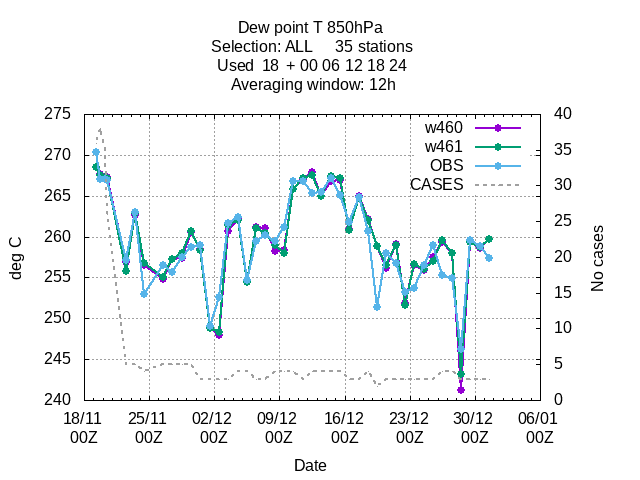 Dew point T 850hPa
Selection: ALL 35 stations
Used 18 + 00 06 12 18 24
Averaging window: 12h
275 40
w460
35
w461
270
OBS
30
CASES
265
25
260
20
255
15
250
10
245
5
240 0
deg C
No cases
18/11 25/11 02/12 09/12 16/12 23/12 30/12 06/01
00Z 00Z 00Z 00Z 00Z 00Z 00Z 00Z
Date